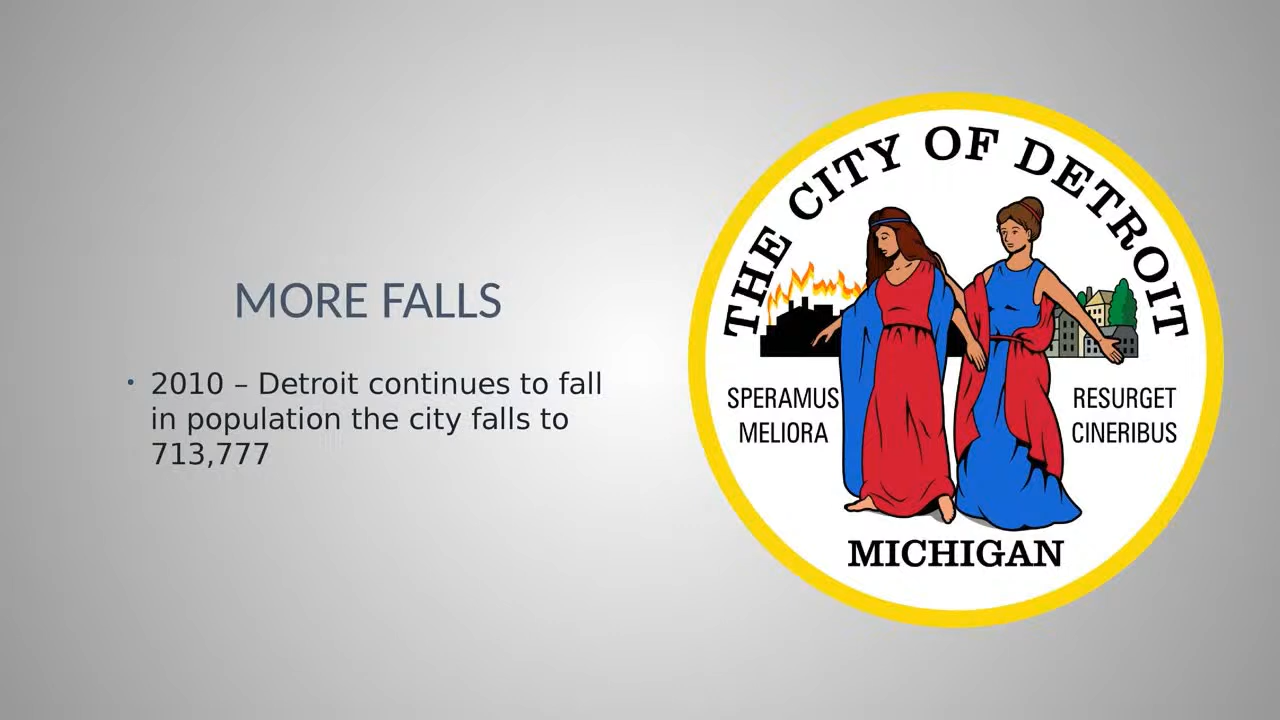 MORE FALLS
• 2010 – Detroit continues to fall
in population the city falls to
713,777
THE CITY OF DETROIT
SPERAMUS
MELIORA
RESURGET
CINERIBUS
MICHIGAN